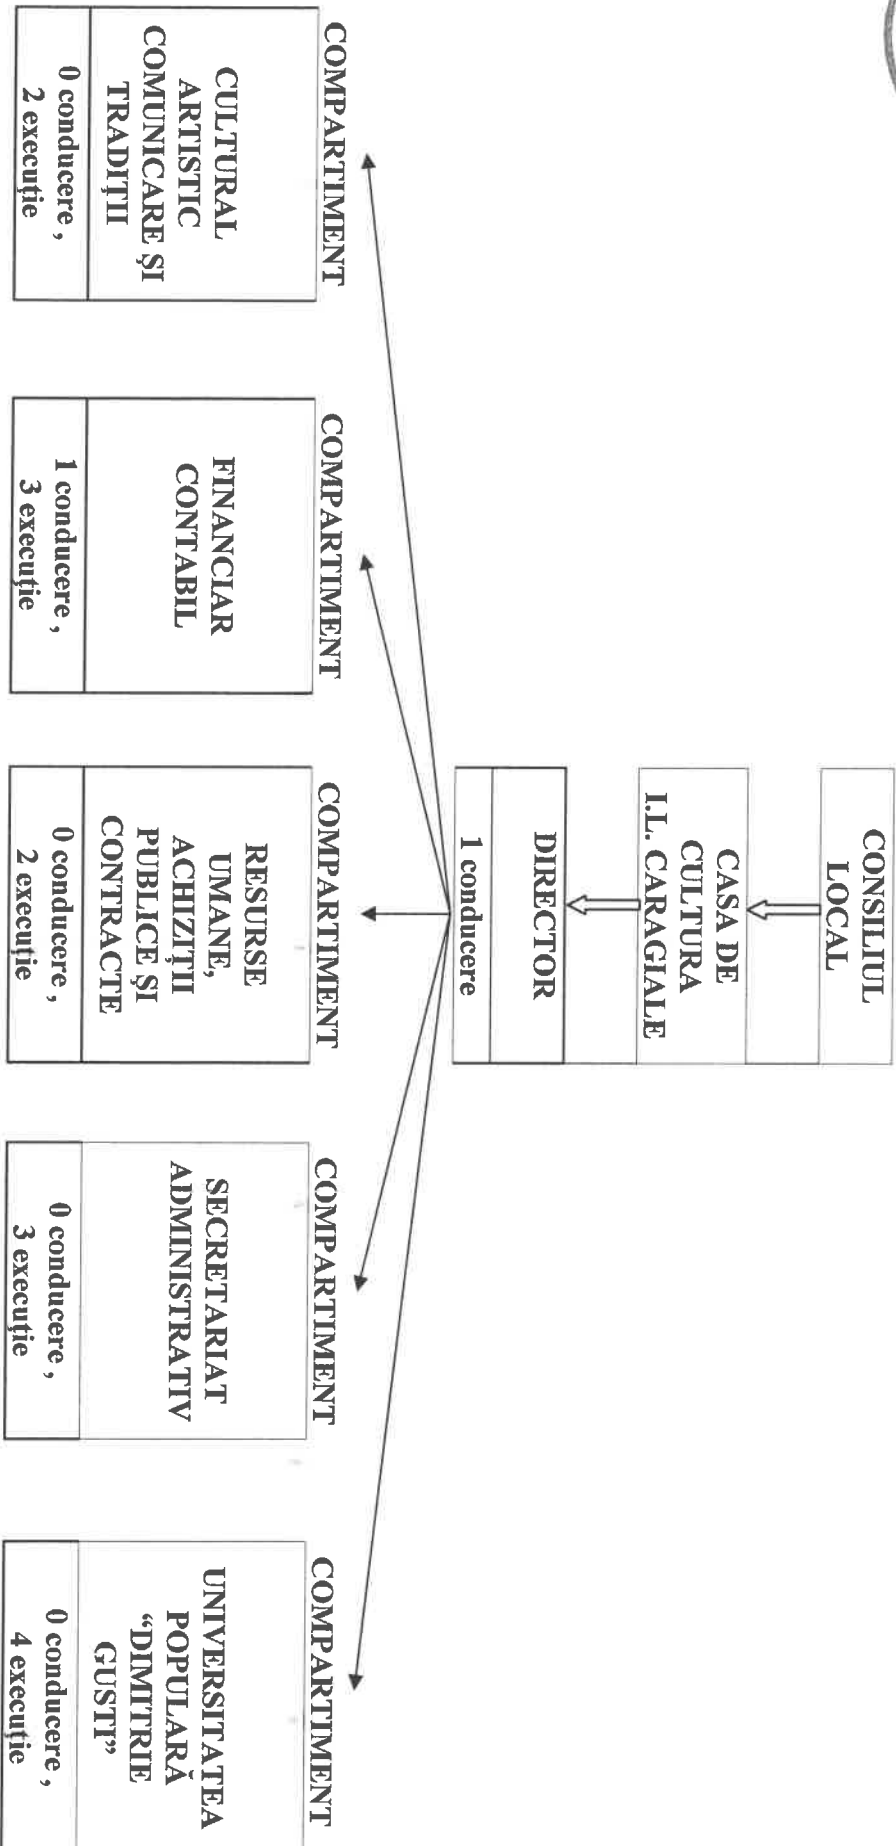 CONSILIUL
LOCAL
CASA DE
CULTURA
I.L. CARAGIALE
DIRECTOR
1 conducere
COMPARTIMENT
CULTURAL
ARTISTIC
COMUNICARE ȘI
TRADIȚII
0 conducere ,
2 execuție
COMPARTIMENT
FINANCIAR
CONTABIL
1 conducere ,
3 execuție
COMPARTIMENT
RESURSE
UMANE,
ACHIZIȚII
PUBLICE ȘI
CONTRACTE
0 conducere ,
2 execuție
COMPARTIMENT
SECRETARIAT
ADMINISTRATIV
0 conducere ,
3 execuție
COMPARTIMENT
UNIVERSITATEA
POPULARĂ
“DIMITRIE
GUSTI”
0 conducere ,
4 execuție